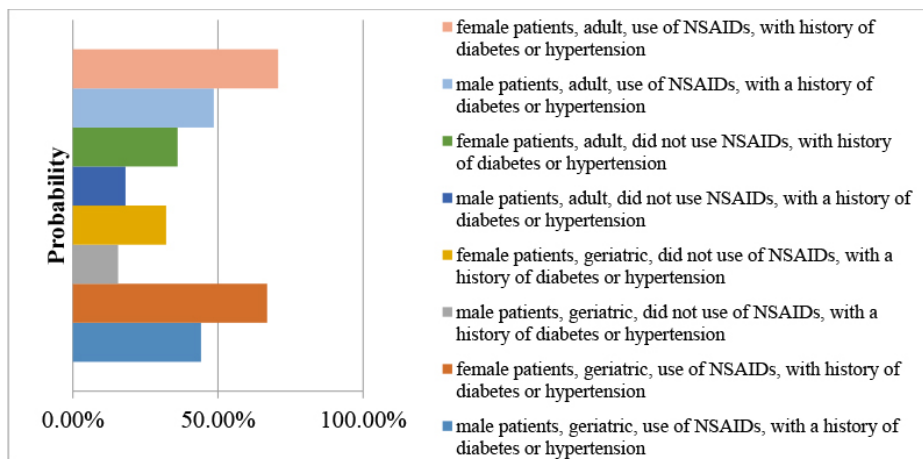 female patients, adult, use of NSAIDs, with history of
diabetes or hypertension
male patients, adult, use of NSAIDs, with a history of
diabetes or hypertension
female patients, adult, did not use NSAIDs, with history
of diabetes or hypertension
male patients, adult, did not use NSAIDs, with a history of
diabetes or hypertension
female patients, geriatric, did not use of NSAIDs, with a
history of diabetes or hypertension
male patients, geriatric, did not use of NSAIDs, with a
history of diabetes or hypertension
female patients, geriatric, use of NSAIDs, with history of
diabetes or hypertension
male patients, geriatric, use of NSAIDs, with a history of
diabetes or hypertension
Probability
0.00% 50.00% 100.00%